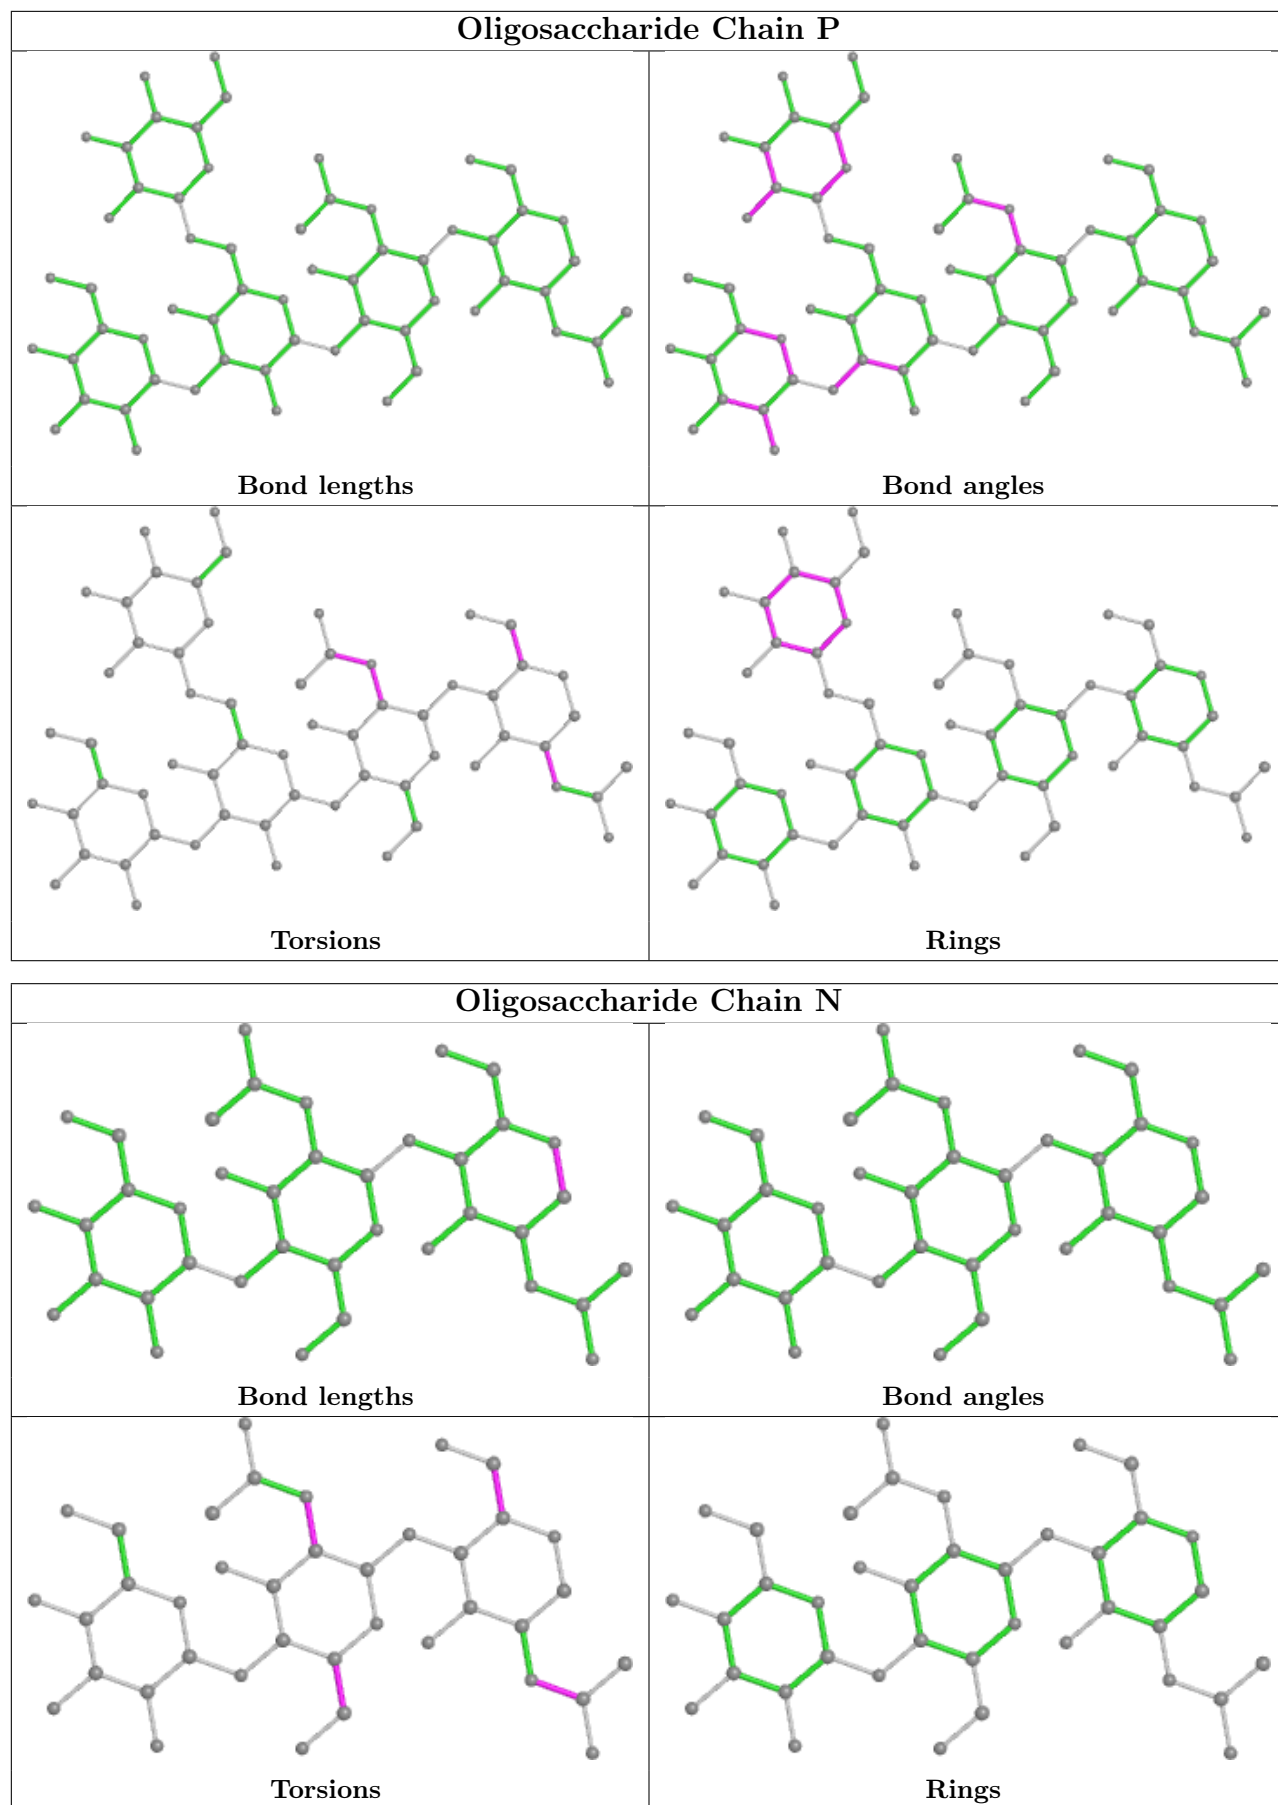 Oligosaccharide Chain P
Bond lengths
Bond angles
Torsions
Rings
Oligosaccharide Chain N
Bond lengths
Bond angles
Torsions
Rings